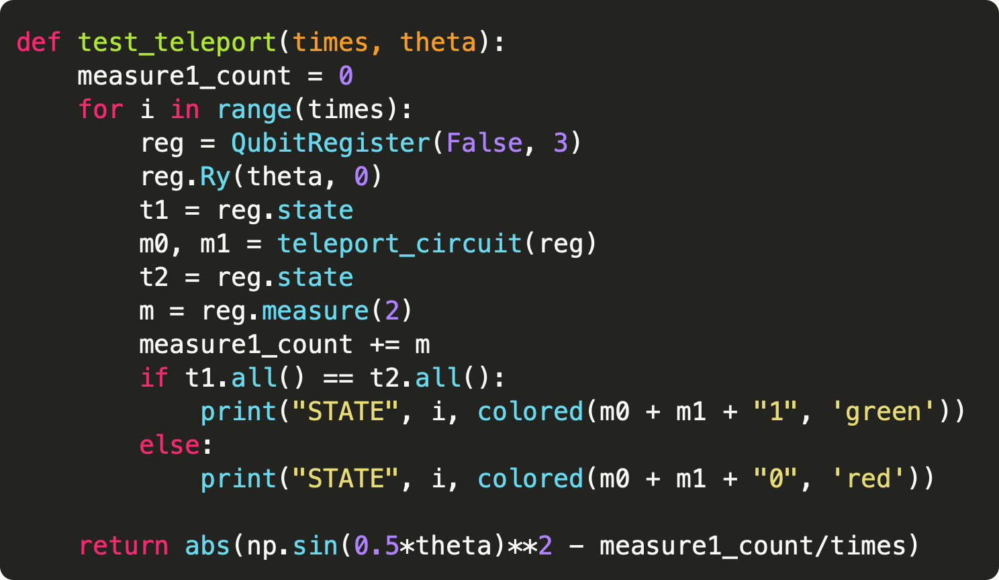 def test_teleport(times, theta):
    measure1_count = 0
    for i in range(times):
        reg = QubitRegister(False, 3)
        reg.Ry(theta, 0)
        t1 = reg.state
        m0, m1 = teleport_circuit(reg)
        t2 = reg.state
        m = reg.measure(2)
        measure1_count += m
        if t1.all() == t2.all():
            print("STATE", i, colored(m0 + m1 + "1", 'green'))
        else:
            print("STATE", i, colored(m0 + m1 + "0", 'red'))

    return abs(np.sin(0.5*theta)**2 - measure1_count/times)